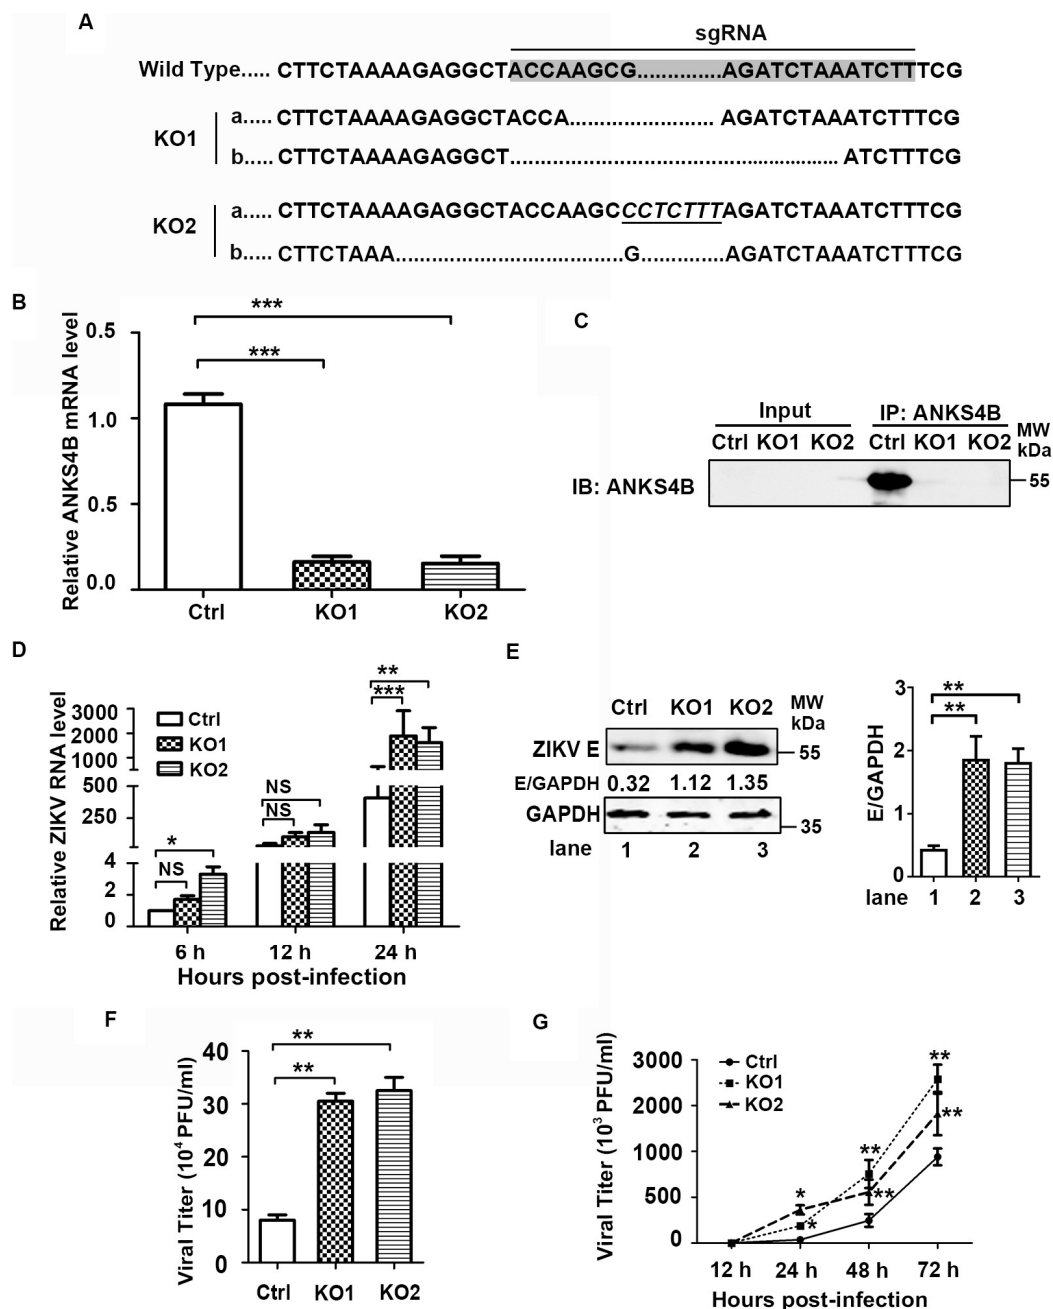 A
sgRNA
Wild Type..... CTTCTAAAAGAGGCTACCAAGCG..............AGATCTAAATCTTTCG
KO1
a..... CTTCTAAAAGAGGCTACCA........................ AGATCTAAATCTTTCG
b..... CTTCTAAAAGAGGCT........................................................ ATCTTTCG
KO2
a..... CTTCTAAAAGAGGCTACCAAGCCCTCTTTAGATCTAAATCTTTCG
b..... CTTCTAAA......................................G..............AGATCTAAATCTTTCG
B
Relative ANKS4B mRNA level
0.5
1.0
0.5
0.0
***
***
Ctrl KO1 KO2
C
Input IP: ANKS4B
Ctrl KO1 KO2 Ctrl KO1 KO2
MW
kDa
IB: ANKS4B
55
D
Relative ZIKV RNA level
3000
2000
1000
500
250
4
2
0
Ctrl
KO1
KO2
NS
*
NS
NS
***
**
6 h 12 h 24 h
Hours post-infection
E
Ctrl KO1 KO2
MW
kDa
ZIKV E
55
E/GAPDH 0.32 1.12 1.35
GAPDH
35
lane 1 2 3
E/GAPDH
3
2
1
0
**
**
lane 1 2 3
F
Viral Titer (10⁴ PFU/ml)
40
30
20
10
0
**
**
Ctrl KO1 KO2
G
Viral Titer (10³ PFU/ml)
3000
2000
1000
500
0
Ctrl
KO1
KO2
*
*
**
**
**
**
12 h 24 h 48 h 72 h
Hours post-infection